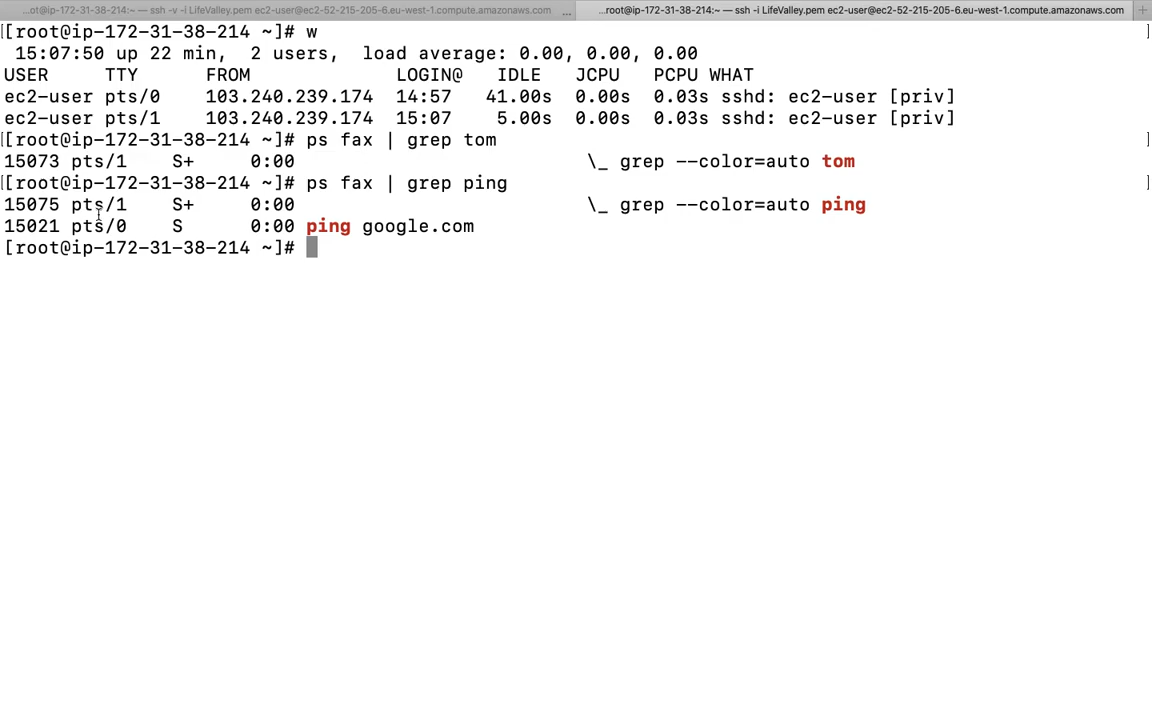 ...ot@ip-172-31-38-214:~ — ssh -v -i LifeValley.pem ec2-user@ec2-52-215-205-6.eu-west-1.compute.amazonaws.com ... ...root@ip-172-31-38-214:~ — ssh -i LifeValley.pem ec2-user@ec2-52-215-205-6.eu-west-1.compute.amazonaws.com +
[[root@ip-172-31-38-214 ~]# w ]
15:07:50 up 22 min, 2 users, load average: 0.00, 0.00, 0.00
USER TTY FROM LOGIN@ IDLE JCPU PCPU WHAT
ec2-user pts/0 103.240.239.174 14:57 41.00s 0.00s 0.03s sshd: ec2-user [priv]
ec2-user pts/1 103.240.239.174 15:07 5.00s 0.00s 0.03s sshd: ec2-user [priv]
[[root@ip-172-31-38-214 ~]# ps fax | grep tom ]
15073 pts/1 S+ 0:00 \_ grep --color=auto tom
[[root@ip-172-31-38-214 ~]# ps fax | grep ping ]
15075 pts/1 S+ 0:00 \_ grep --color=auto ping
15021 pts/0 S 0:00 ping google.com
[root@ip-172-31-38-214 ~]#